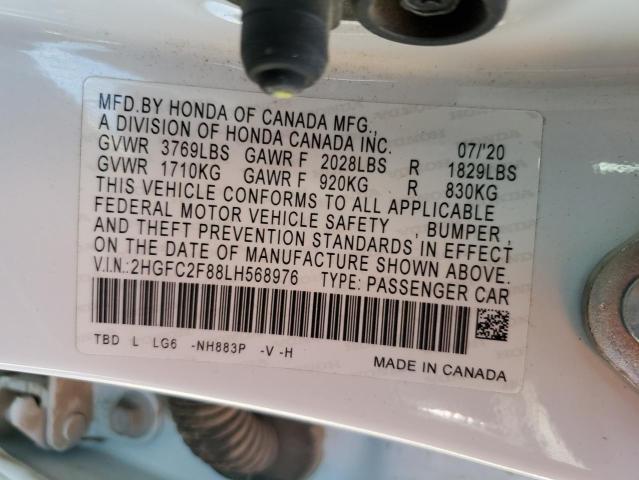 MFD.BY HONDA OF CANADA MFG.,
A DIVISION OF HONDA CANADA INC. 07/'20
GVWR 3769LBS GAWR F 2028LBS R 1829LBS
GVWR 1710KG GAWR F 920KG R 830KG
THIS VEHICLE CONFORMS TO ALL APPLICABLE
FEDERAL MOTOR VEHICLE SAFETY , BUMPER ,
AND THEFT PREVENTION STANDARDS IN EFFECT
ON THE DATE OF MANUFACTURE SHOWN ABOVE.
V.I.N.:2HGFC2F88LH568976 TYPE: PASSENGER CAR
TBD L LG6 -NH883P -V -H
MADE IN CANADA